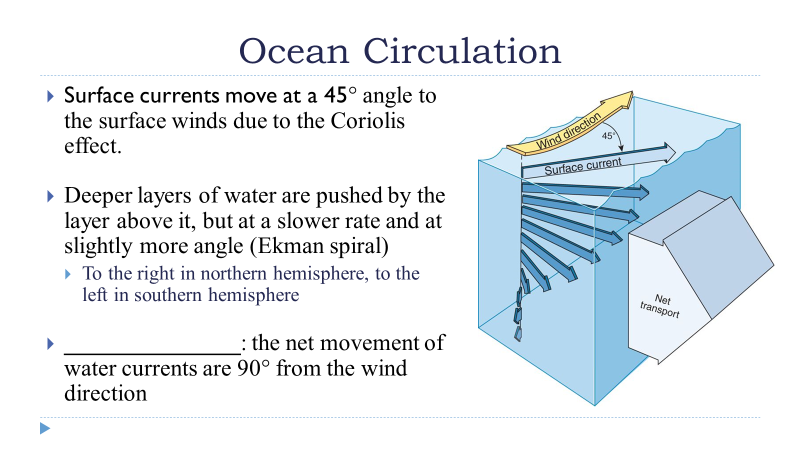 Ocean Circulation
Surface currents move at a 45° angle to
the surface winds due to the Coriolis
effect.
Deeper layers of water are pushed by the
layer above it, but at a slower rate and at
slightly more angle (Ekman spiral)
To the right in northern hemisphere, to the
left in southern hemisphere
________________: the net movement of
water currents are 90° from the wind
direction
Wind direction
45°
Surface current
Net
transport